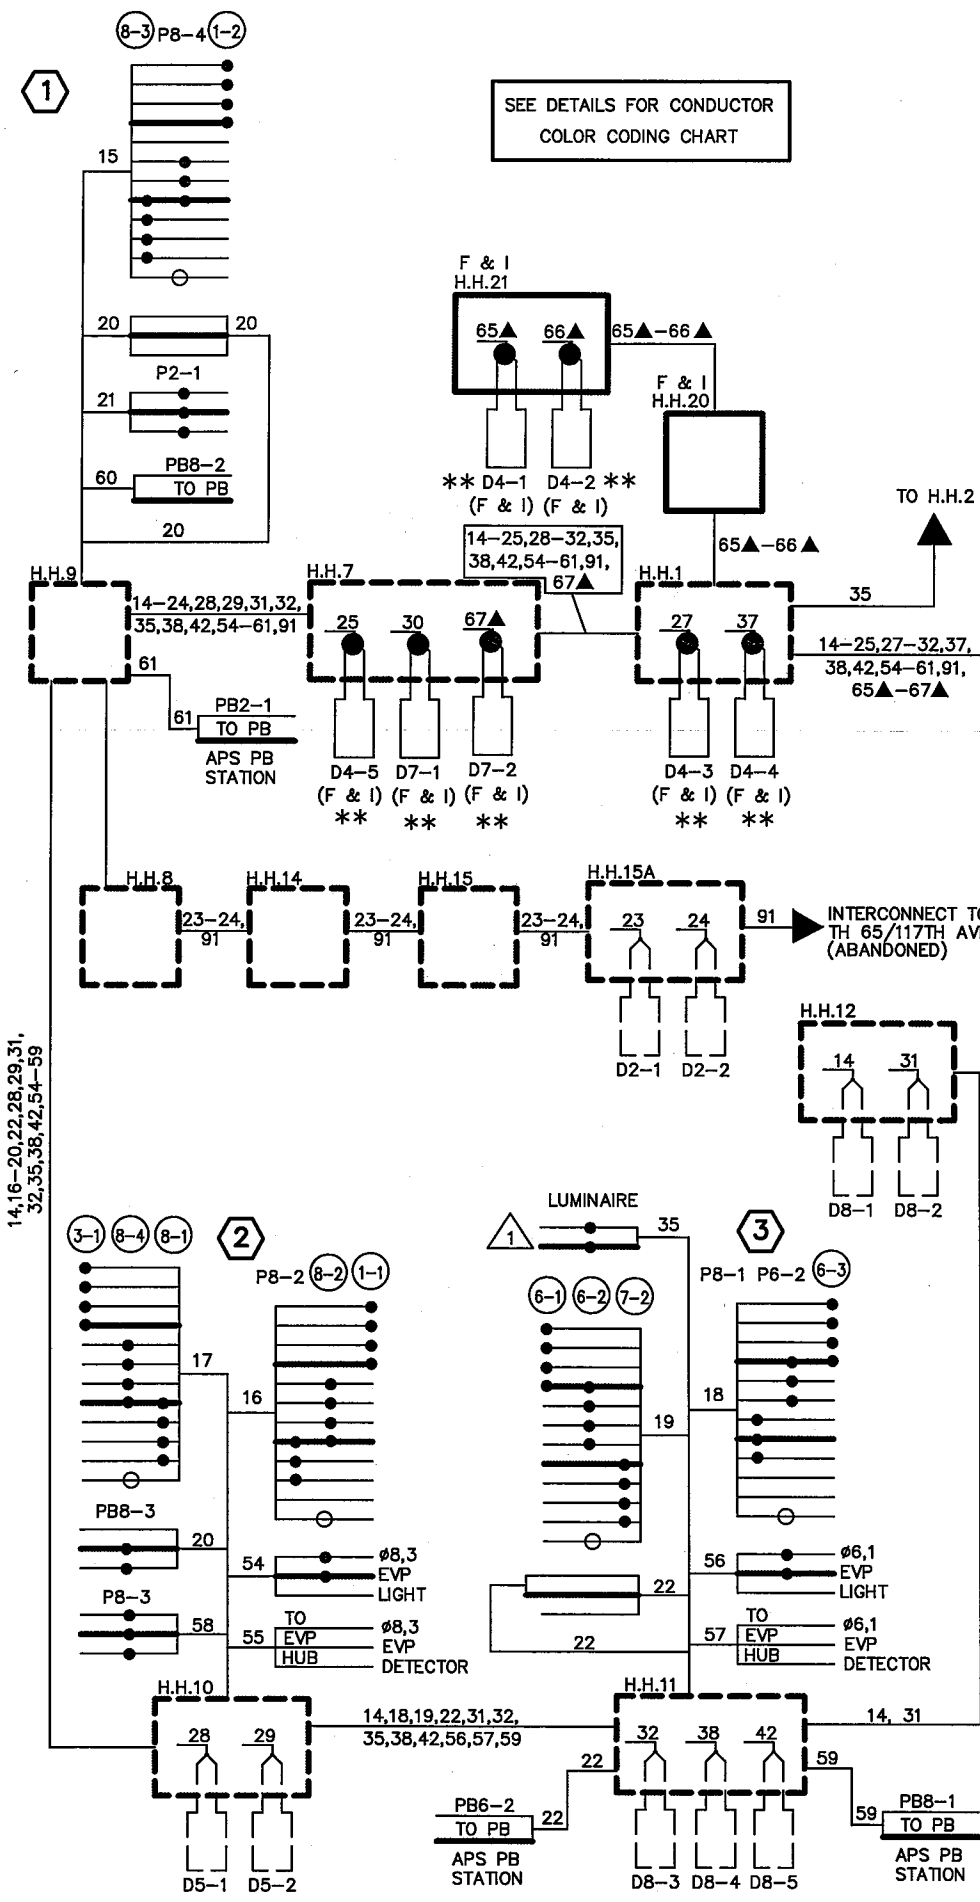 8-3 P8-4 1-2
1
SEE DETAILS FOR CONDUCTOR
COLOR CODING CHART
15
F & I
H.H.21
20 20
65▲ 66▲
65▲-66▲
P2-1
21
F & I
H.H.20
PB8-2
60
TO PB
** D4-1 D4-2 **
(F & I) (F & I)
TO H.H.2
20
14-25,28-32,35,
38,42,54-61,91,
67▲
65▲-66▲
H.H.9
H.H.7
H.H.1
35
14-24,28,29,31,32,
35,38,42,54-61,91
25 30 67▲
27 37
14-25,27-32,37,
38,42,54-61,91,
65▲-67▲
61
61
PB2-1
TO PB
APS PB
STATION
D4-5 D7-1 D7-2
(F & I) (F & I) (F & I)
** ** **
D4-3 D4-4
(F & I) (F & I)
** **
H.H.8
H.H.14
H.H.15
H.H.15A
23-24,
91
23-24,
91
23-24,
91
23 24
91
INTERCONNECT TO
TH 65/117TH AVE
(ABANDONED)
D2-1 D2-2
H.H.12
14 31
D8-1 D8-2
14,16-20,22,28,29,31,
32,35,38,42,54-59
3-1 8-4 8-1
2
P8-2 8-2 1-1
17
16
PB8-3
20
54
ø8,3
EVP
LIGHT
P8-3
58
55
TO
EVP
HUB
ø8,3
EVP
DETECTOR
LUMINAIRE
1
35
3
6-1 6-2 7-2
P8-1 P6-2 6-3
19
18
56
ø6,1
EVP
LIGHT
22
22
57
TO
EVP
HUB
ø6,1
EVP
DETECTOR
H.H.10
28 29
D5-1 D5-2
14,18,19,22,31,32,
35,38,42,56,57,59
H.H.11
32 38 42
14, 31
22
59
PB6-2
TO PB
22
APS PB
STATION
D8-3 D8-4 D8-5
59
PB8-1
TO PB
APS PB
STATION